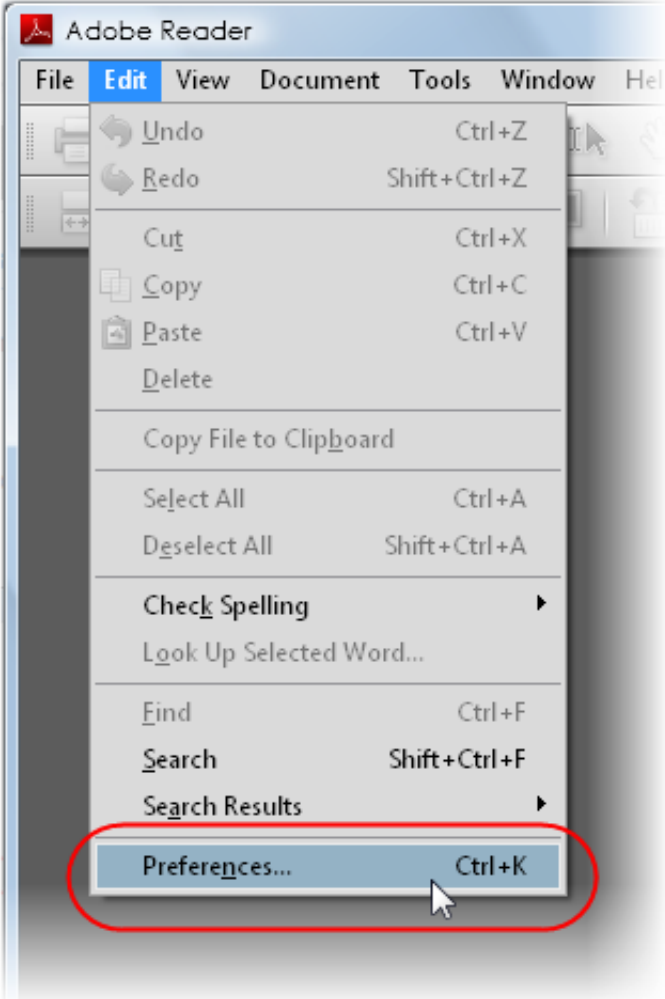 Adobe Reader
File Edit View Document Tools Window Hel
Undo Ctrl+Z
Redo Shift+Ctrl+Z
Cut Ctrl+X
Copy Ctrl+C
Paste Ctrl+V
Delete
Copy File to Clipboard
Select All Ctrl+A
Deselect All Shift+Ctrl+A
Check Spelling
Look Up Selected Word...
Find Ctrl+F
Search Shift+Ctrl+F
Search Results
Preferences... Ctrl+K